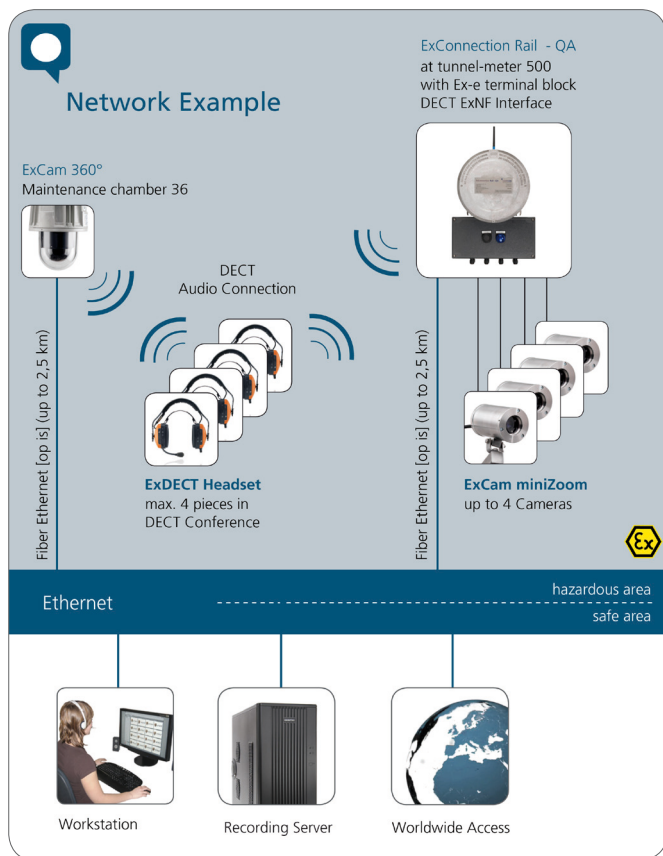 Network Example
ExConnection Rail - QA
at tunnel-meter 500
with Ex-e terminal block
DECT ExNF Interface
ExCam 360°
Maintenance chamber 36
DECT
Audio Connection
Fiber Ethernet [op is] (up to 2,5 km)
Fiber Ethernet [op is] (up to 2,5 km)
ExDECT Headset
max. 4 pieces in
DECT Conference
ExCam miniZoom
up to 4 Cameras
Ex
Ethernet
hazardous area
safe area
Workstation
Recording Server
Worldwide Access